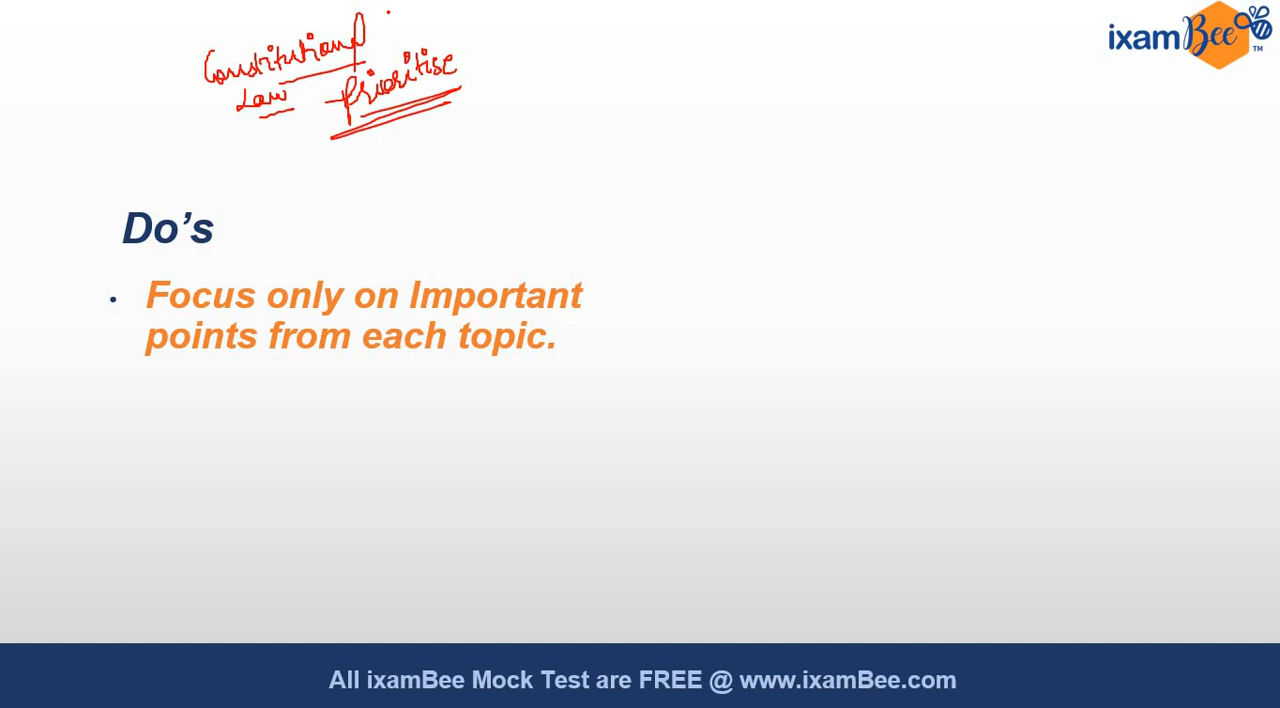 ixamBee
TM
Constitutional
Law
Prioritise
Do’s
• Focus only on Important
points from each topic.
All ixamBee Mock Test are FREE @ www.ixamBee.com